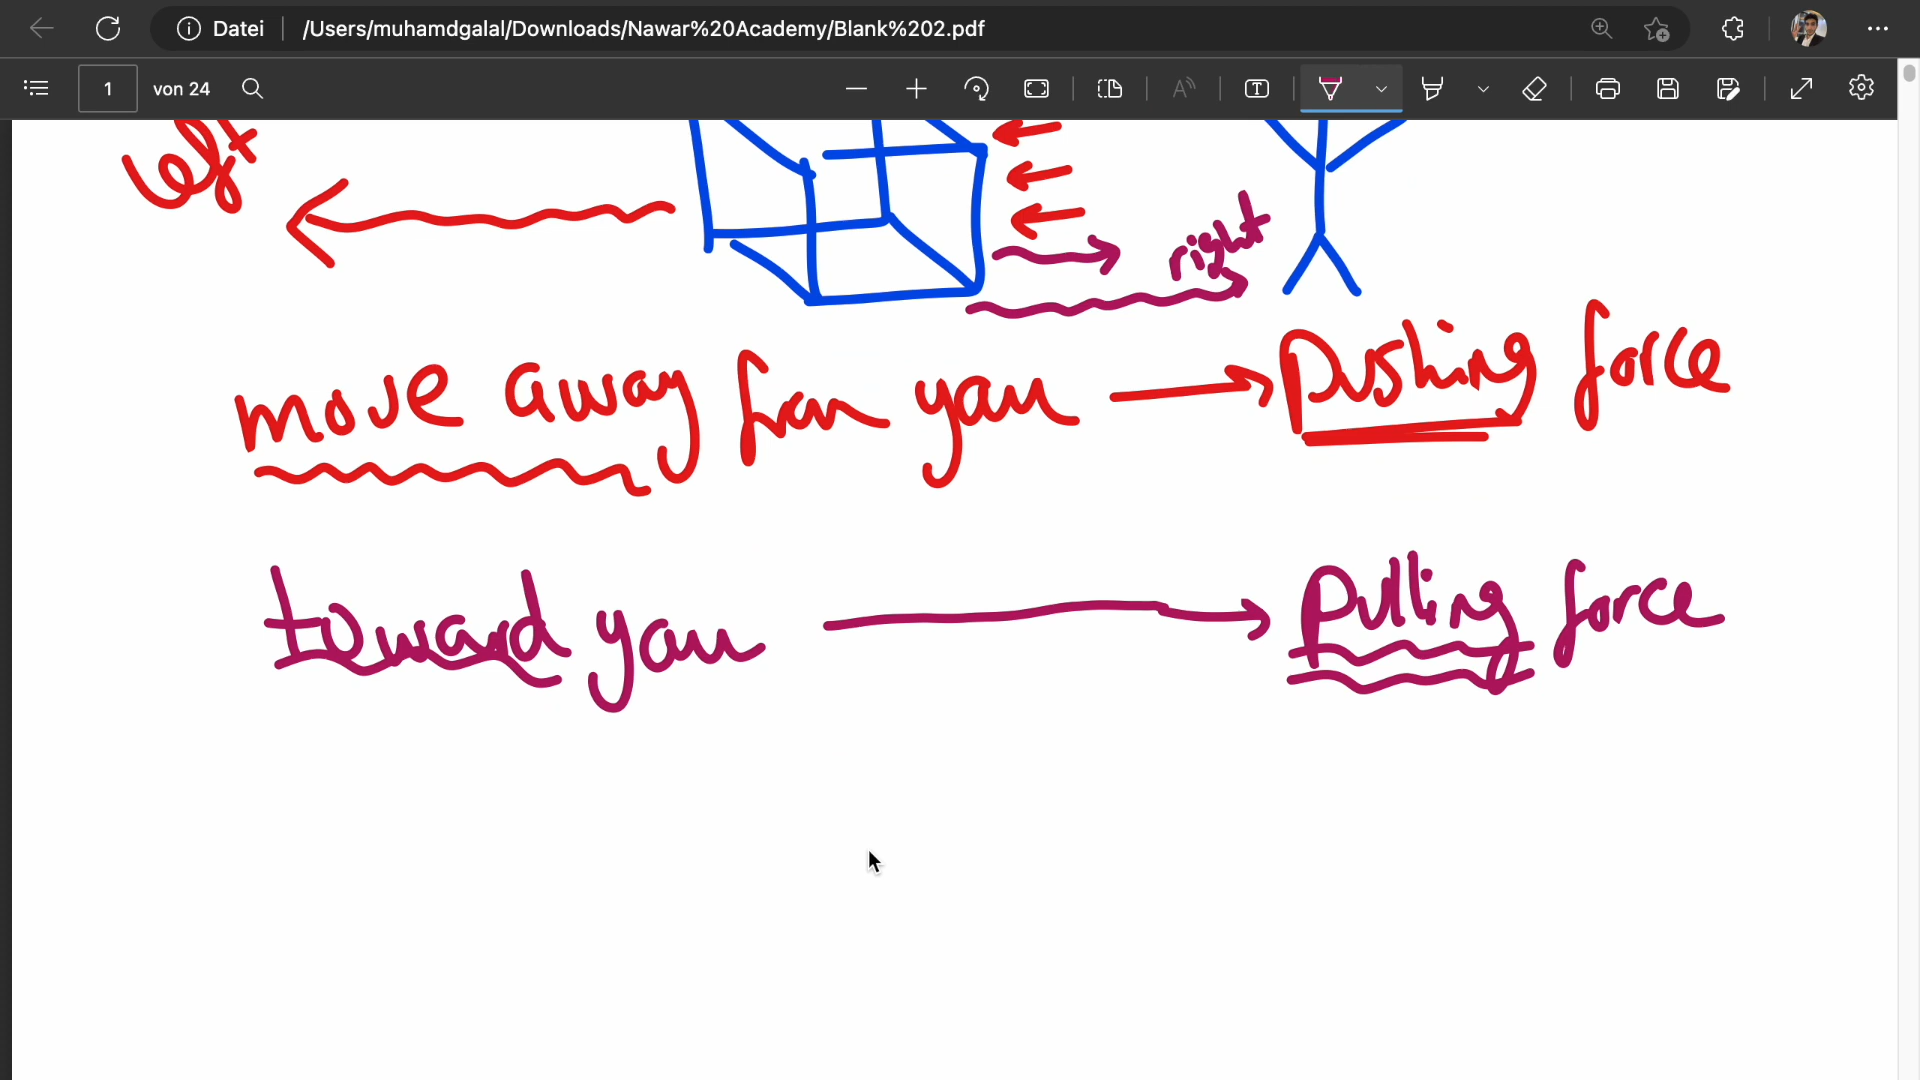 Datei /Users/muhamdgalal/Downloads/Nawar%20Academy/Blank%202.pdf
1 von 24
left
right
move away from you → pushing force
toward you → pulling force